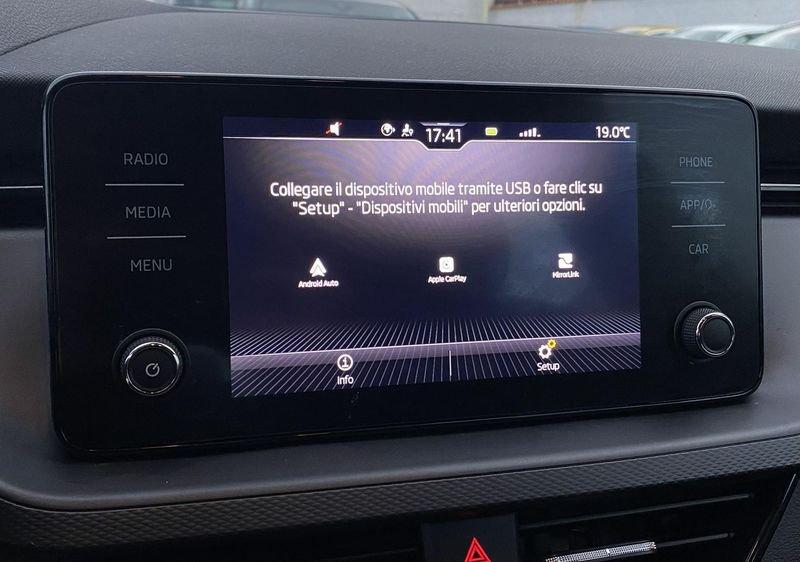 17:41
19.0°C
RADIO
MEDIA
MENU
Collegare il dispositivo mobile tramite USB o fare clic su
"Setup" - "Dispositivi mobili" per ulteriori opzioni.
Android Auto
Apple CarPlay
MirrorLink
Info
Setup
PHONE
APP/
CAR